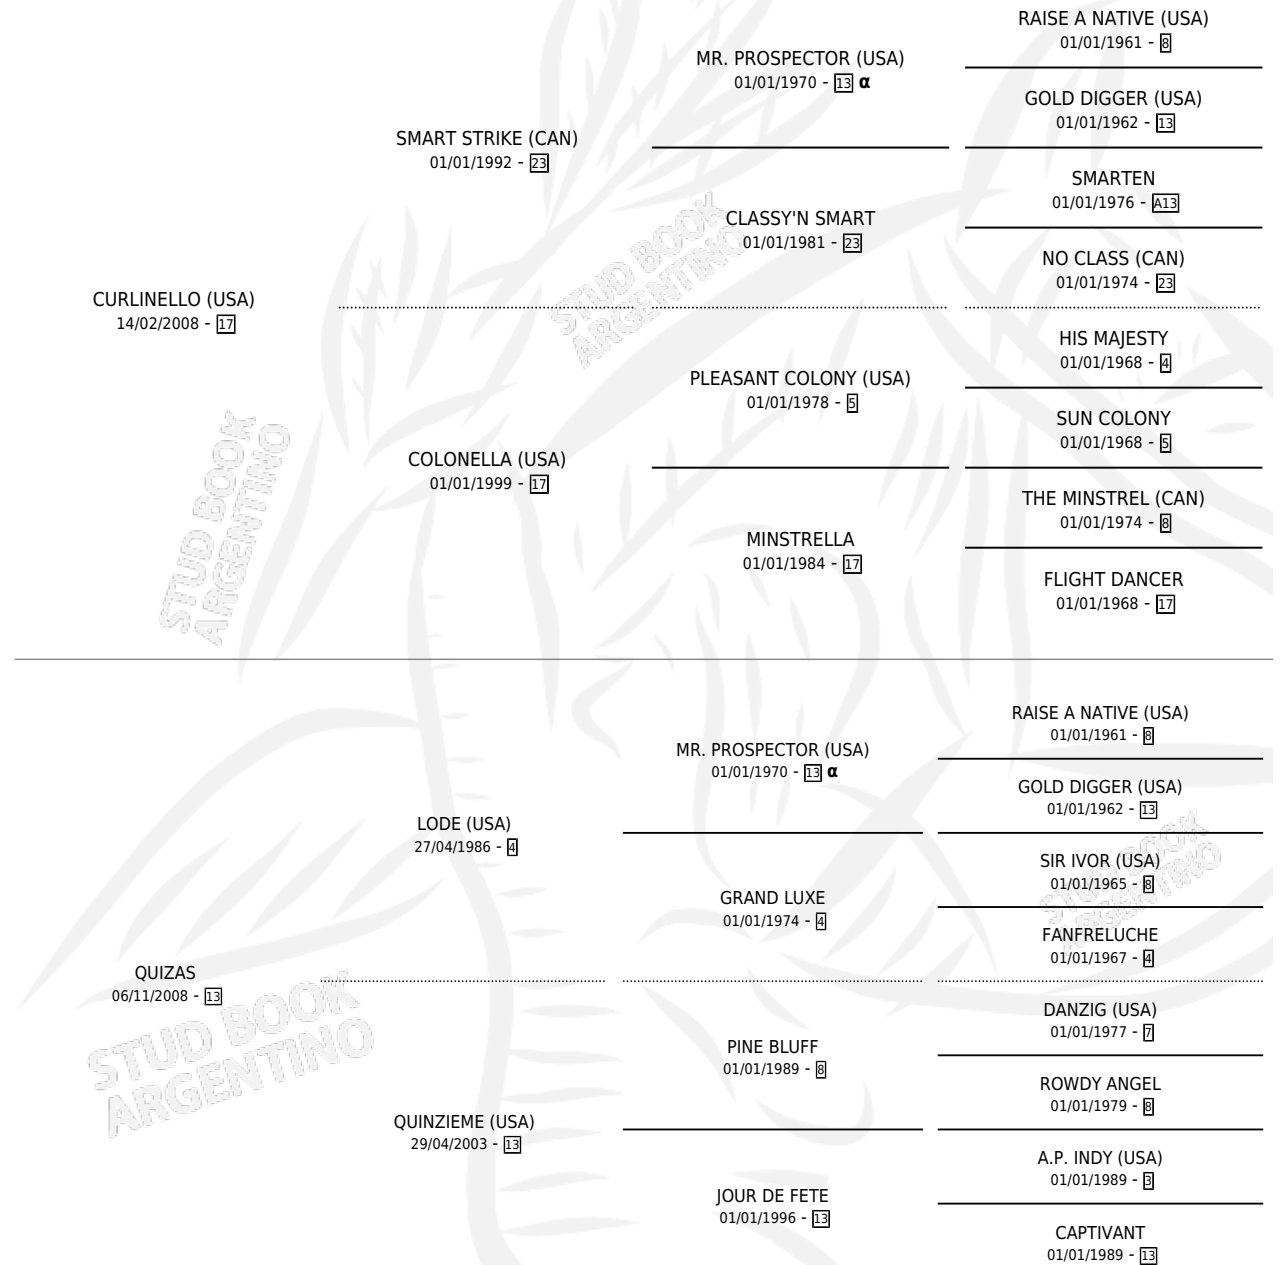 RAISE A NATIVE (USA)
01/01/1961 - 8
MR. PROSPECTOR (USA)
01/01/1970 - 13 α
GOLD DIGGER (USA)
01/01/1962 - 13
SMART STRIKE (CAN)
01/01/1992 - 23
SMARTEN
01/01/1976 - A13
CLASSY'N SMART
01/01/1981 - 23
NO CLASS (CAN)
01/01/1974 - 23
CURLINELLO (USA)
14/02/2008 - 17
HIS MAJESTY
01/01/1968 - 4
PLEASANT COLONY (USA)
01/01/1978 - 5
SUN COLONY
01/01/1968 - 5
COLONELLA (USA)
01/01/1999 - 17
THE MINSTREL (CAN)
01/01/1974 - 8
MINSTRELLA
01/01/1984 - 17
FLIGHT DANCER
01/01/1968 - 17
STUD BOOK
ARGENTINO
STUD BOOK
ARGENTINO
RAISE A NATIVE (USA)
01/01/1961 - 8
MR. PROSPECTOR (USA)
01/01/1970 - 13 α
GOLD DIGGER (USA)
01/01/1962 - 13
LODE (USA)
27/04/1986 - 4
SIR IVOR (USA)
01/01/1965 - 8
GRAND LUXE
01/01/1974 - 4
FANFRELUCHE
01/01/1967 - 4
QUIZAS
06/11/2008 - 13
DANZIG (USA)
01/01/1977 - 7
PINE BLUFF
01/01/1989 - 8
ROWDY ANGEL
01/01/1979 - 8
QUINZIEME (USA)
29/04/2003 - 13
A.P. INDY (USA)
01/01/1989 - 3
JOUR DE FETE
01/01/1996 - 13
CAPTIVANT
01/01/1989 - 13
STUD BOOK
ARGENTINO
STUD BOOK
ARGENTINO